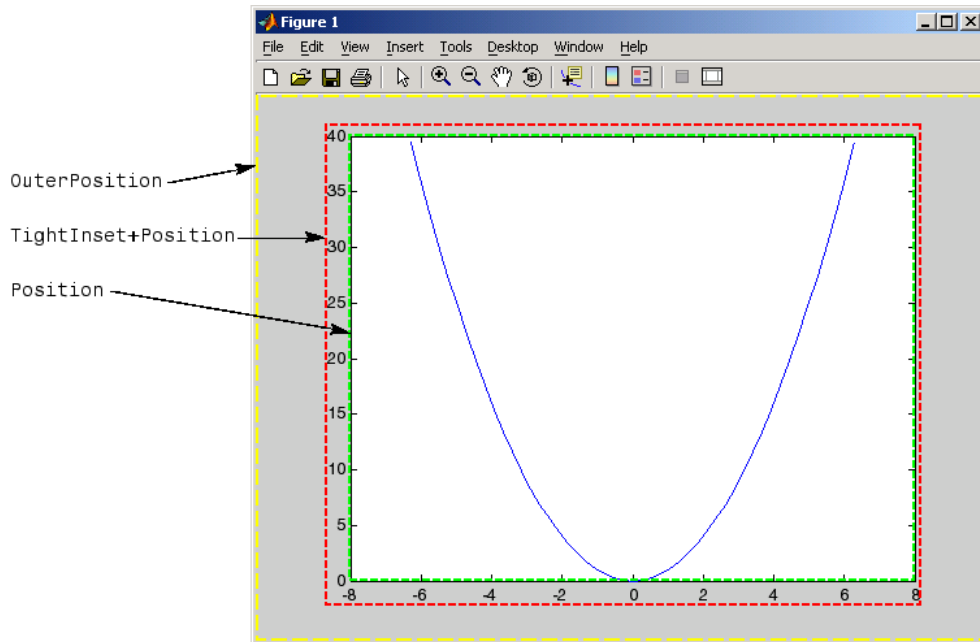 Figure 1
File Edit View Insert Tools Desktop Window Help
OuterPosition
TightInset+Position
Position
40
35
30
25
20
15
10
5
0
-8 -6 -4 -2 0 2 4 6 8